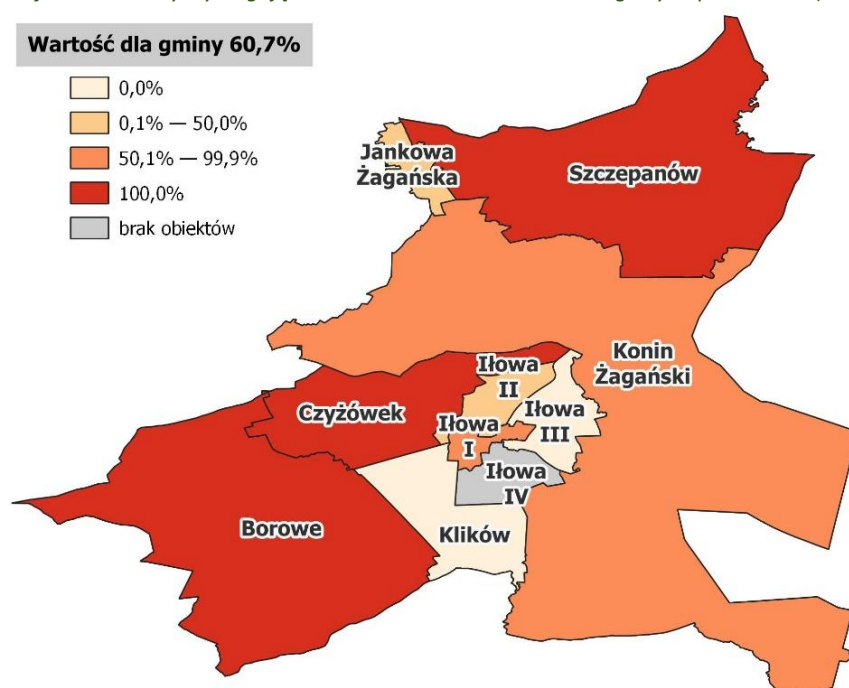 Wartość dla gminy 60,7%
0,0%
0,1% — 50,0%
50,1% — 99,9%
100,0%
brak obiektów
Jankowa
Żagańska
Szczepanów
Konin
Żagański
Iłowa
II
Iłowa
III
Czyżówek
Iłowa
I
Iłowa
IV
Borowe
Klików